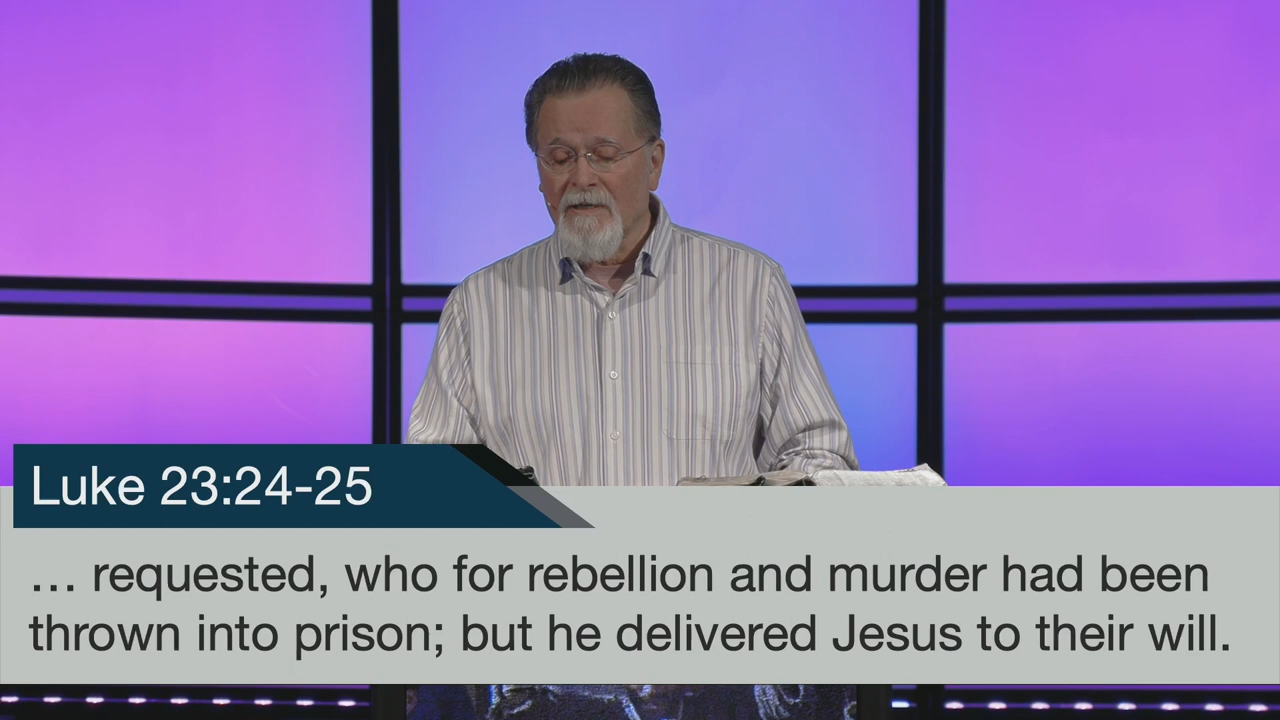 Luke 23:24-25
… requested, who for rebellion and murder had been
thrown into prison; but he delivered Jesus to their will.